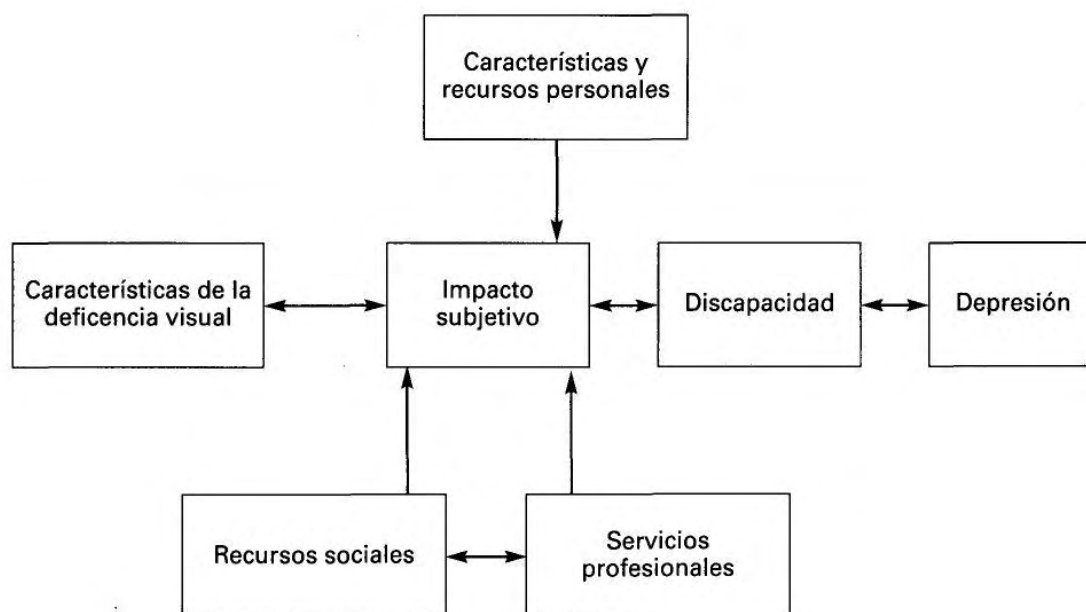 Características y
recursos personales
Características de la
deficencia visual
Impacto
subjetivo
Discapacidad
Depresión
Recursos sociales
Servicios
profesionales